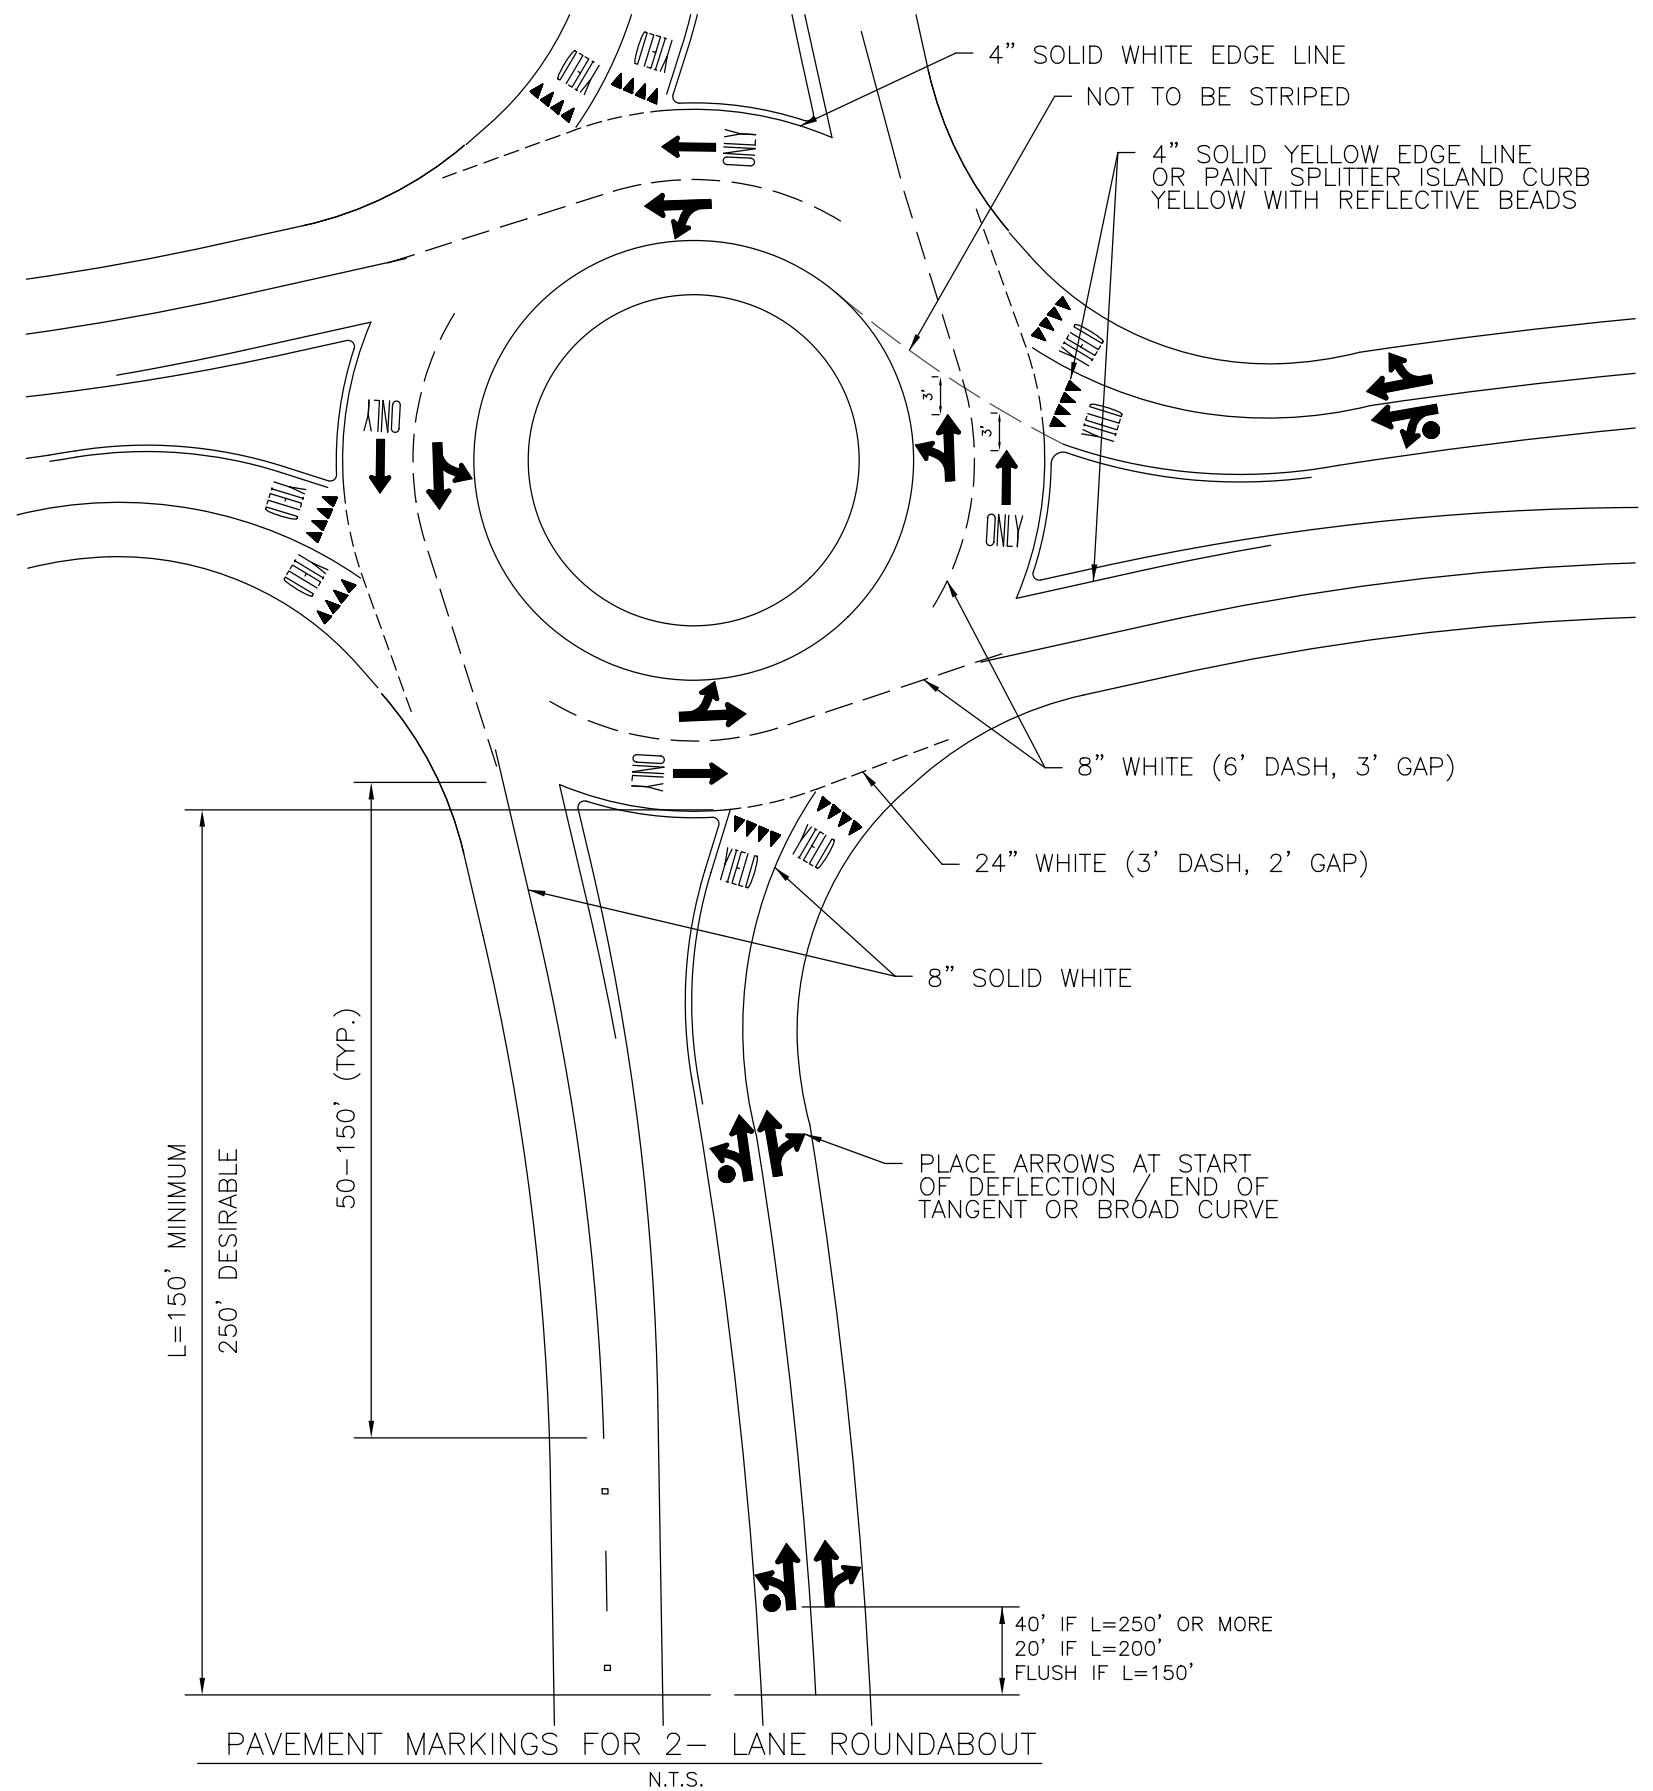 YIELD
YIELD
4” SOLID WHITE EDGE LINE
NOT TO BE STRIPED
ONLY
4” SOLID YELLOW EDGE LINE
OR PAINT SPLITTER ISLAND CURB
YELLOW WITH REFLECTIVE BEADS
YIELD
3'
ONLY
YIELD
3'
YIELD
ONLY
YIELD
ONLY
8” WHITE (6' DASH, 3' GAP)
YIELD
YIELD
24” WHITE (3' DASH, 2' GAP)
8” SOLID WHITE
50-150' (TYP.)
L=150' MINIMUM
250' DESIRABLE
PLACE ARROWS AT START
OF DEFLECTION / END OF
TANGENT OR BROAD CURVE
40' IF L=250' OR MORE
20' IF L=200'
FLUSH IF L=150'
PAVEMENT MARKINGS FOR 2- LANE ROUNDABOUT
N.T.S.